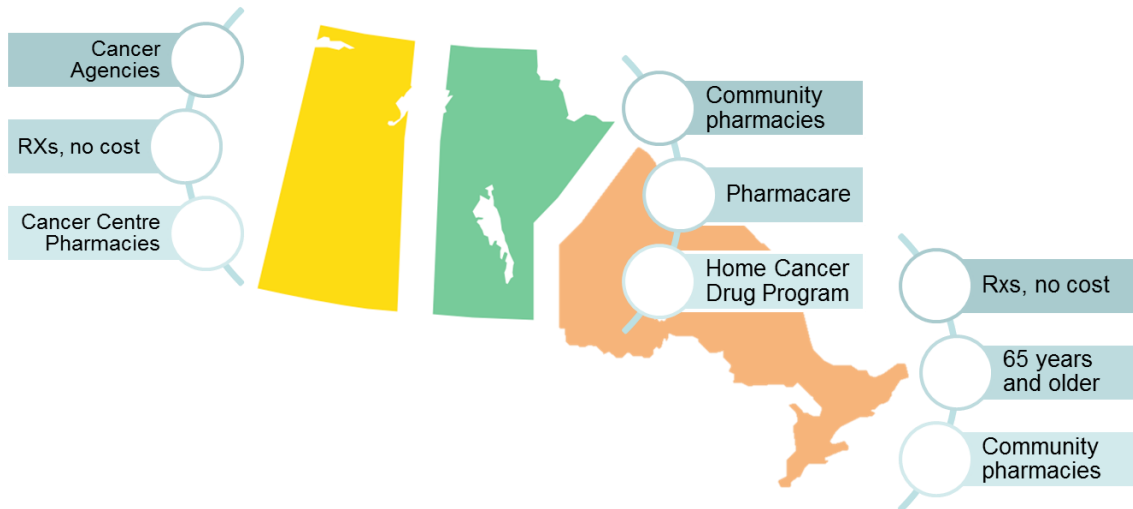 Cancer
Agencies
RXs, no cost
Cancer Centre
Pharmacies
Community
pharmacies
Pharmacare
Home Cancer
Drug Program
Rxs, no cost
65 years
and older
Community
pharmacies